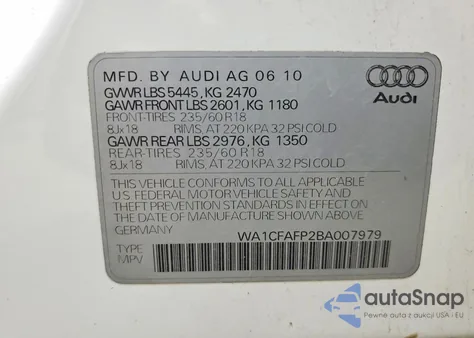 MFD. BY AUDI AG 06 10
GVWR LBS 5445, KG 2470
GAWR FRONT LBS 2601, KG 1180
FRONT-TIRES 235/60 R18
8Jx18 RIMS, AT 220 KPA 32 PSI COLD
GAWR REAR LBS 2976, KG 1350
REAR-TIRES 235/60 R18
8Jx18 RIMS, AT 220 KPA 32 PSI COLD
THIS VEHICLE CONFORMS TO ALL APPLICABLE
U.S. FEDERAL MOTOR VEHICLE SAFETY AND
THEFT PREVENTION STANDARDS IN EFFECT ON
THE DATE OF MANUFACTURE SHOWN ABOVE.
GERMANY WA1CFAFP2BA007979
TYPE
MPV
Audi
autoSnap
Pewne auta z USA i EU